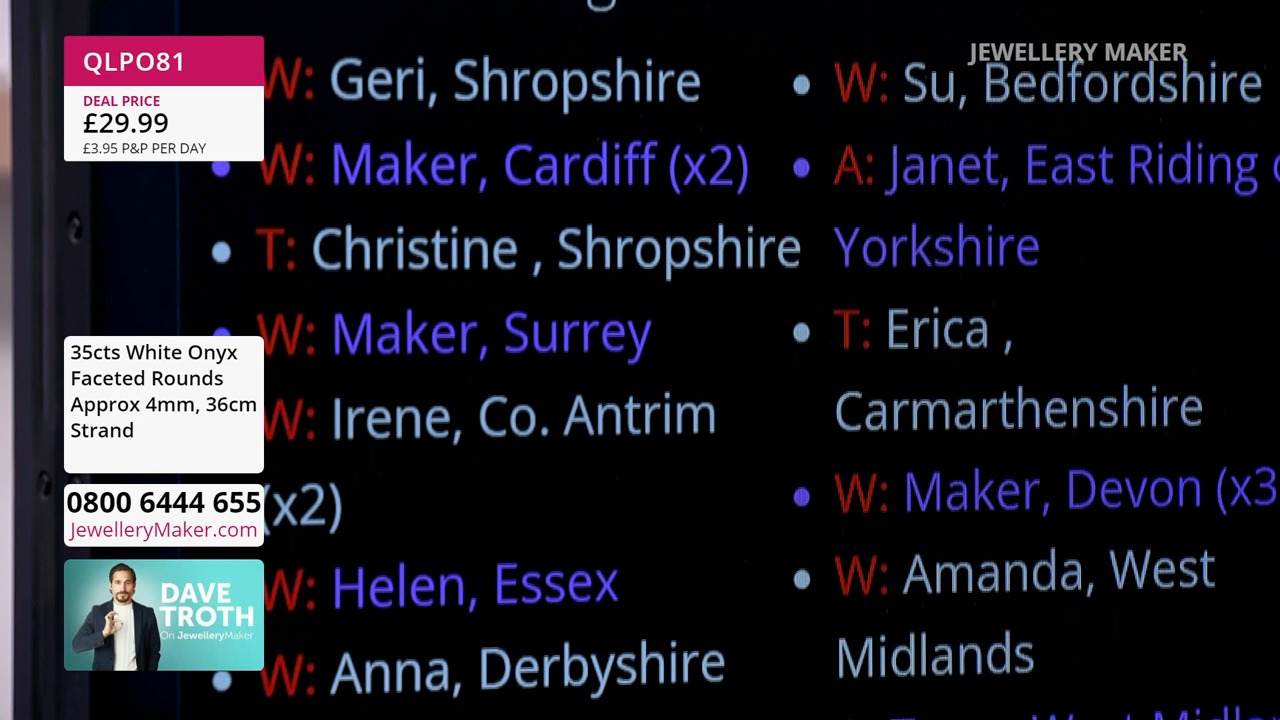 QLPO81
DEAL PRICE
£29.99
£3.95 P&P PER DAY
35cts White Onyx
Faceted Rounds
Approx 4mm, 36cm
Strand
0800 6444 655
JewelleryMaker.com
DAVE
TROTH
On JewelleryMaker
W: Geri, Shropshire
W: Maker, Cardiff (x2)
T: Christine , Shropshire
W: Maker, Surrey
W: Irene, Co. Antrim
(x2)
W: Helen, Essex
W: Anna, Derbyshire
JEWELLERY MAKER
W: Su, Bedfordshire
A: Janet, East Riding
Yorkshire
T: Erica ,
Carmarthenshire
W: Maker, Devon (x3
W: Amanda, West
Midlands